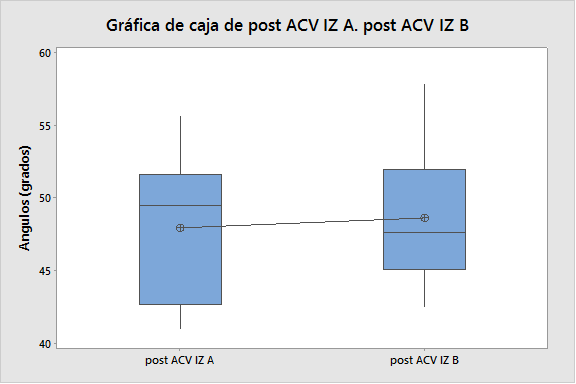 Gráfica de caja de post ACV IZ A. post ACV IZ B
60
55
50
45
40
Angulos (grados)
post ACV IZ A
post ACV IZ B